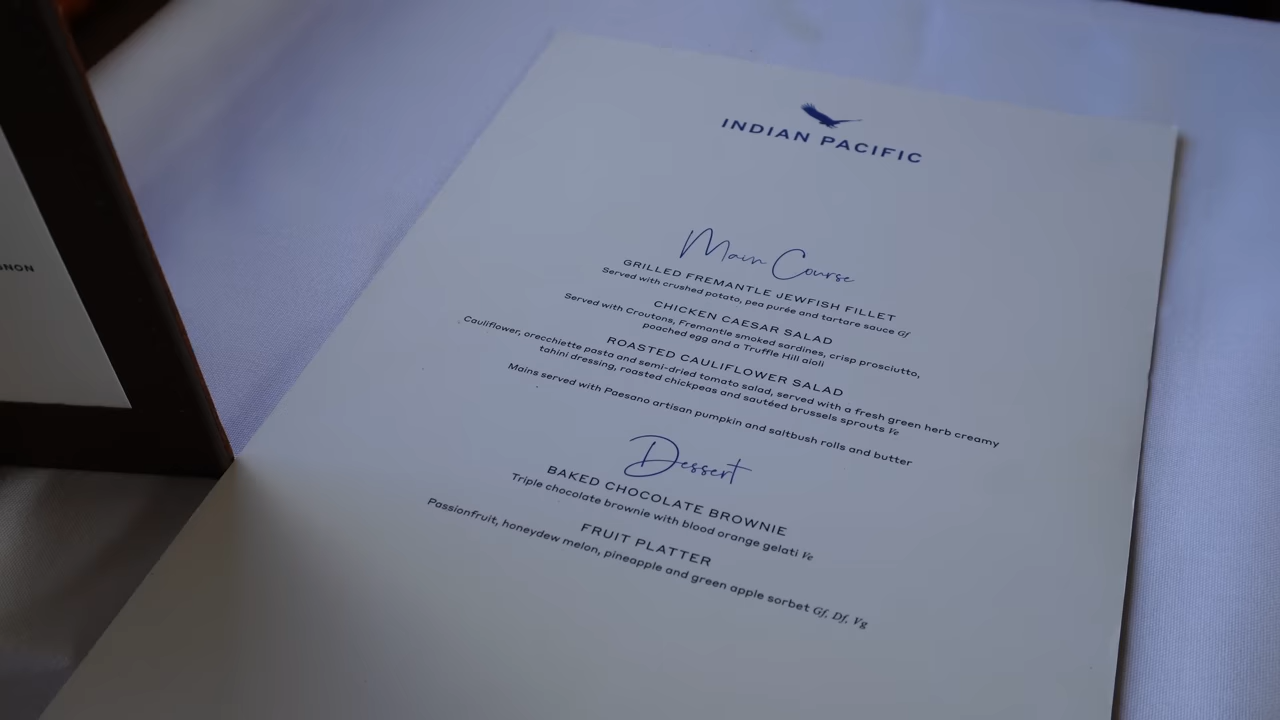 INDIAN PACIFIC
Main Course
GRILLED FREMANTLE JEWFISH FILLET
Served with crushed potato, pea purée and tartare sauce Gf
CHICKEN CAESAR SALAD
Served with Croutons, Fremantle smoked sardines, crisp prosciutto,
poached egg and a Truffle Hill aioli
ROASTED CAULIFLOWER SALAD
Cauliflower, orecchiette pasta and semi-dried tomato salad, served with a fresh green herb creamy
tahini dressing, roasted chickpeas and sautéed brussels sprouts Ve
Mains served with Paesano artisan pumpkin and saltbush rolls and butter
Dessert
BAKED CHOCOLATE BROWNIE
Triple chocolate brownie with blood orange gelati Ve
FRUIT PLATTER
Passionfruit, honeydew melon, pineapple and green apple sorbet Gf, Df, Vg